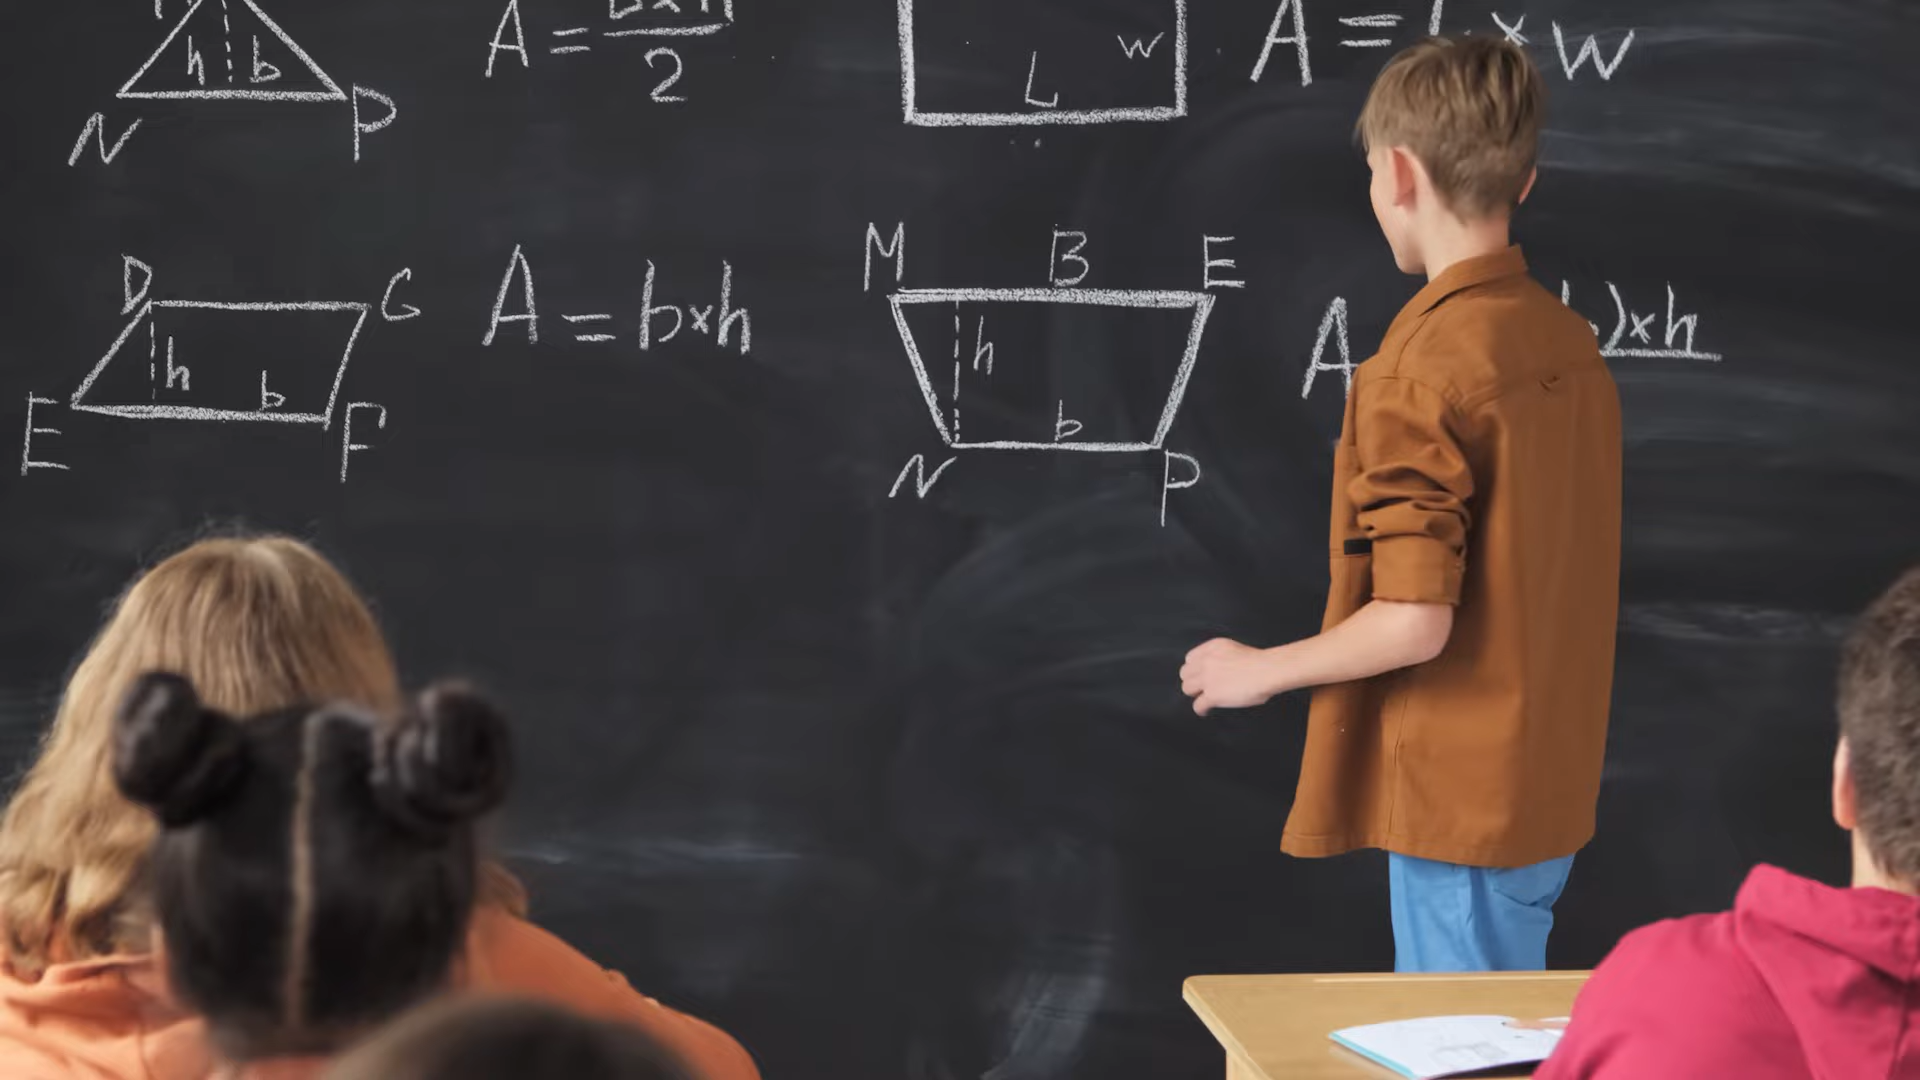 h b
N P
A = b×h
2
L W
A = L × W
D G
h b
E F
A = b×h
M B E
h
b
N P
A )×h